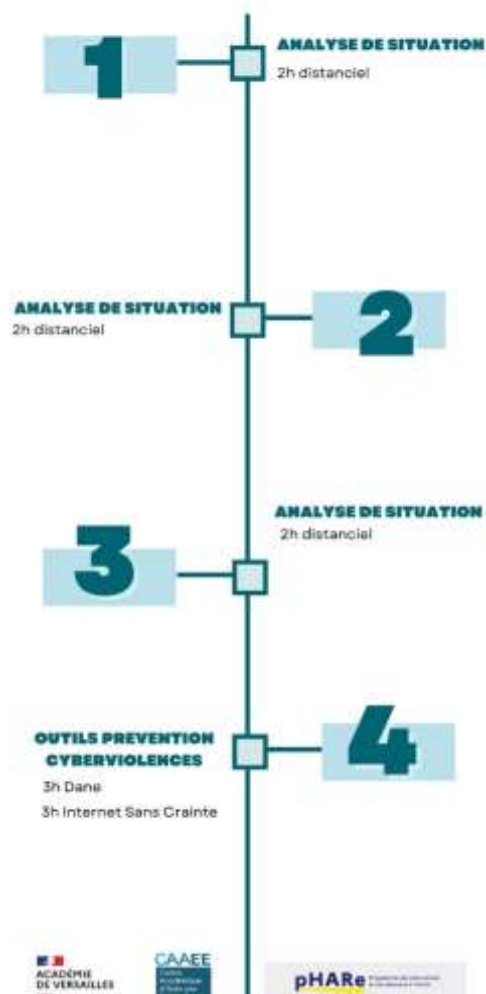 1
ANALYSE DE SITUATION
2h distanciel
ANALYSE DE SITUATION
2h distanciel
2
ANALYSE DE SITUATION
2h distanciel
3
OUTILS PREVENTION
CYBERVIOLENCES
3h Dane
3h Internet Sans Crainte
4
ACADÉMIE
DE VERSAILLES
CAAEE
pHARe